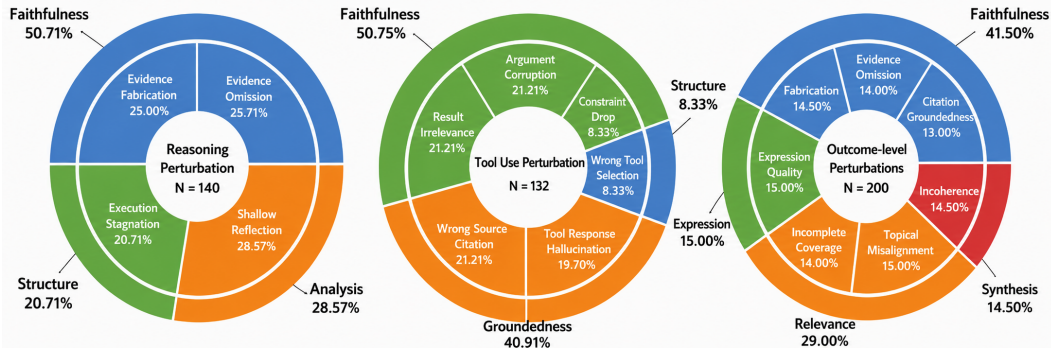 Faithfulness
50.71%
Evidence
Fabrication
25.00%
Evidence
Omission
25.71%
Reasoning
Perturbation
N = 140
Execution
Stagnation
20.71%
Shallow
Reflection
28.57%
Structure
20.71%
Analysis
28.57%
Faithfulness
50.75%
Argument
Corruption
21.21%
Constraint
Drop
8.33%
Result
Irrelevance
21.21%
Structure
8.33%
Wrong Tool
Selection
8.33%
Tool Use Perturbation
N = 132
Wrong Source
Citation
21.21%
Tool Response
Hallucination
19.70%
Groundedness
40.91%
Faithfulness
41.50%
Fabrication
14.50%
Evidence
Omission
14.00%
Citation
Groundedness
13.00%
Expression
Quality
15.00%
Outcome-level
Perturbations
N = 200
Incoherence
14.50%
Incomplete
Coverage
14.00%
Topical
Misalignment
15.00%
Expression
15.00%
Synthesis
14.50%
Relevance
29.00%